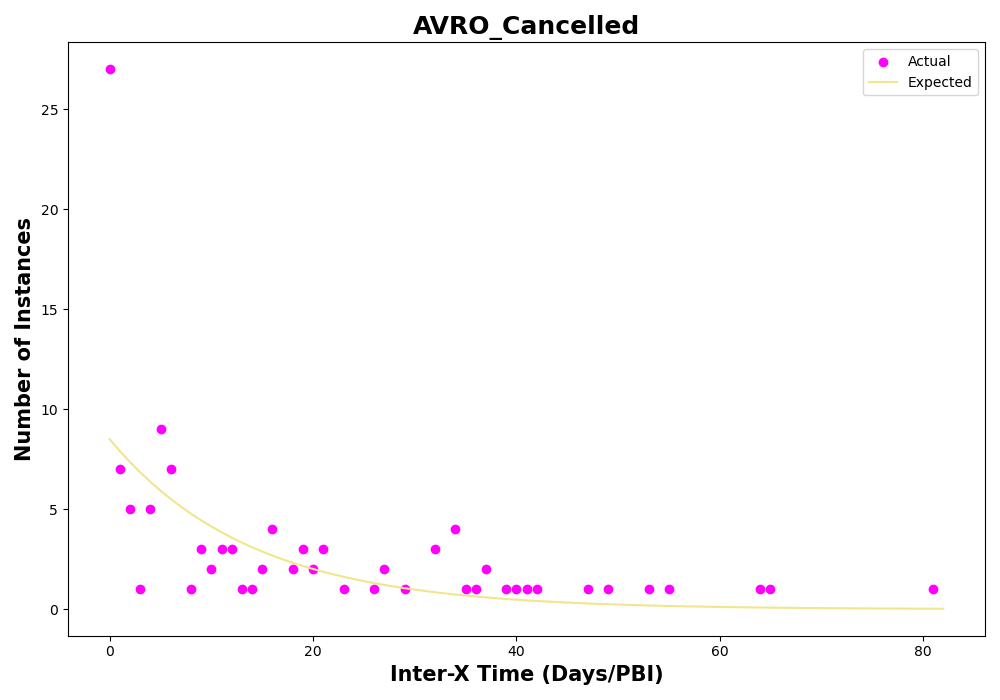 AVRO_Cancelled
Number of Instances
25
20
15
10
5
0
0 20 40 60 80
Inter-X Time (Days/PBI)
Actual
Expected